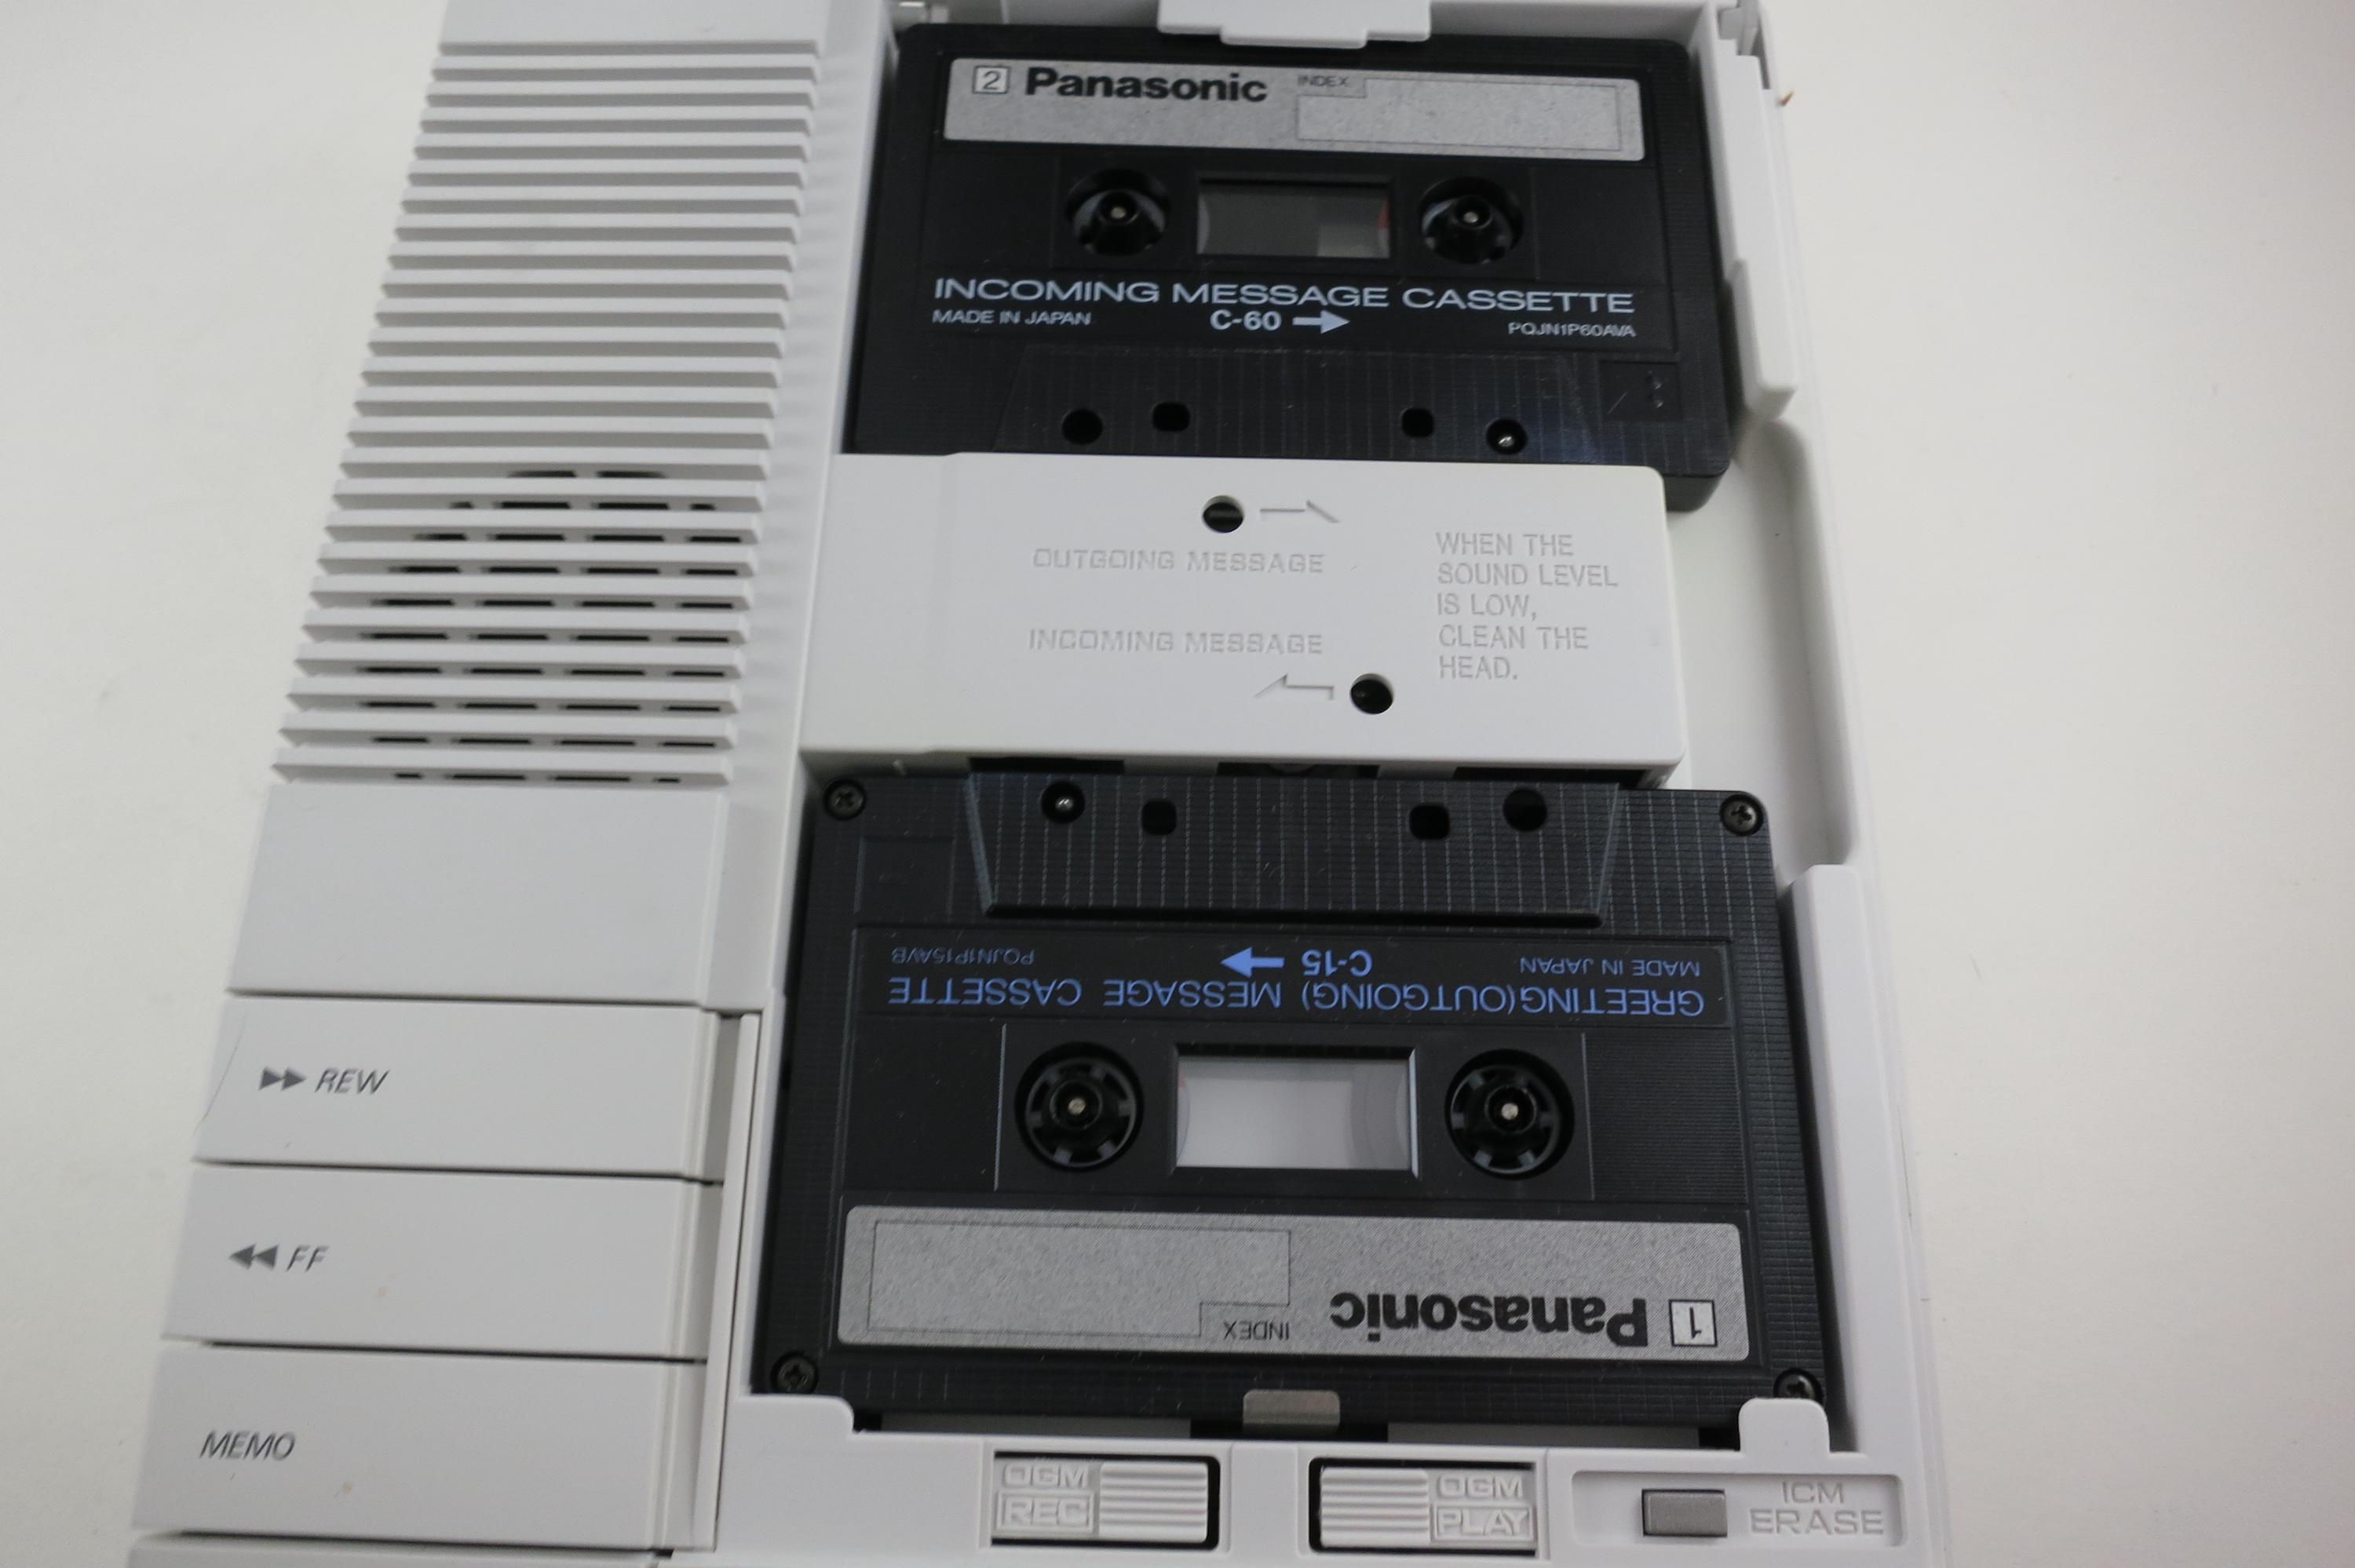 2 Panasonic INDEX
INCOMING MESSAGE CASSETTE
MADE IN JAPAN C-60 PQJN1P60AVA
OUTGOING MESSAGE
INCOMING MESSAGE
WHEN THE
SOUND LEVEL
IS LOW,
CLEAN THE
HEAD.
1 Panasonic INDEX
GREETING(OUTGOING) MESSAGE CASSETTE
MADE IN JAPAN C-15 PQJN1P15AVB
REW
FF
MEMO
OGM
REC
OGM
PLAY
ICM
ERASE